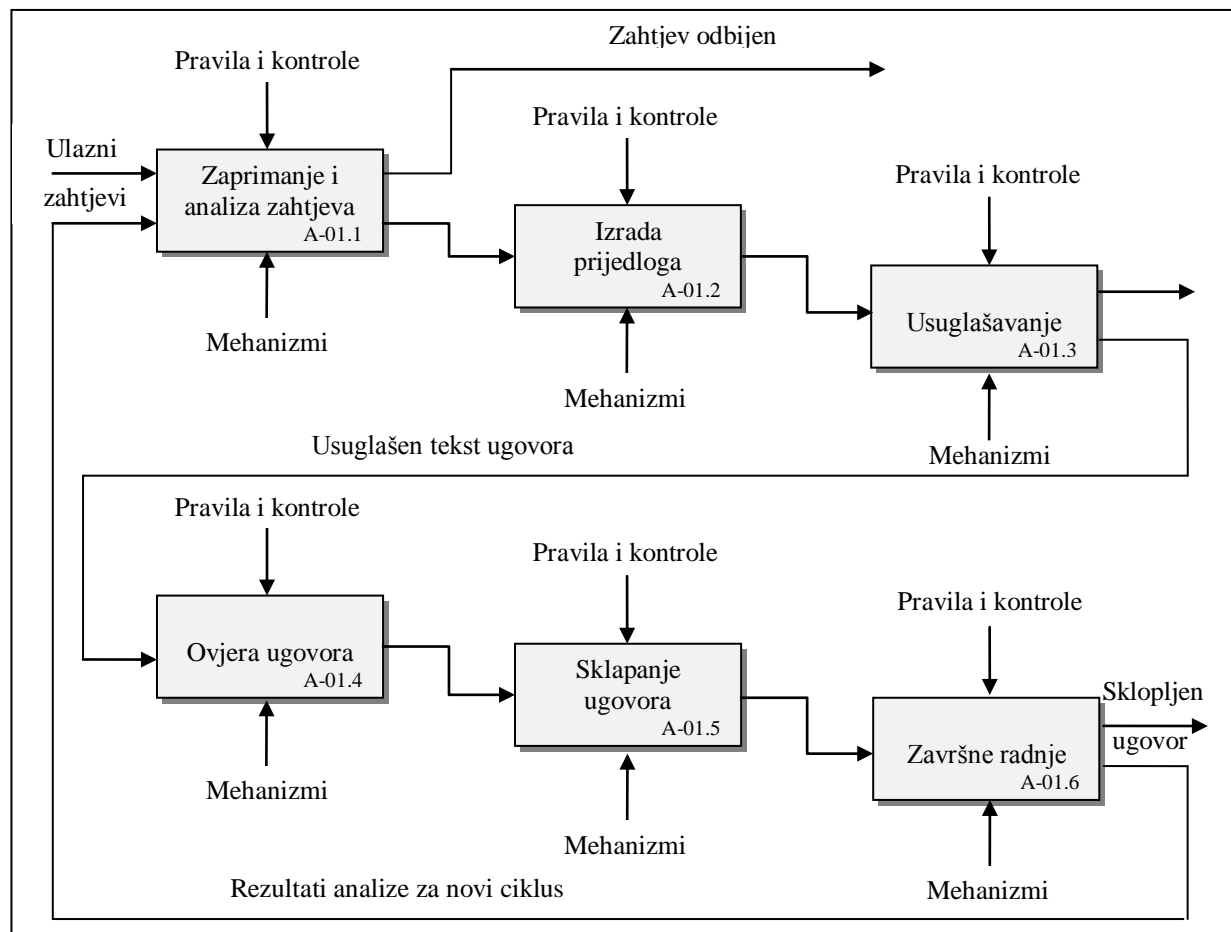 Zahtjev odbijen
Pravila i kontrole
Pravila i kontrole
Ulazni
zahtjevi
Zaprimanje i
analiza zahtjeva
A-01.1
Pravila i kontrole
Izrada
prijedloga
A-01.2
Usuglašavanje
A-01.3
Mehanizmi
Mehanizmi
Mehanizmi
Usuglašen tekst ugovora
Pravila i kontrole
Pravila i kontrole
Pravila i kontrole
Ovjera ugovora
A-01.4
Sklapanje
ugovora
A-01.5
Sklopljen
ugovor
Završne radnje
A-01.6
Mehanizmi
Mehanizmi
Mehanizmi
Rezultati analize za novi ciklus